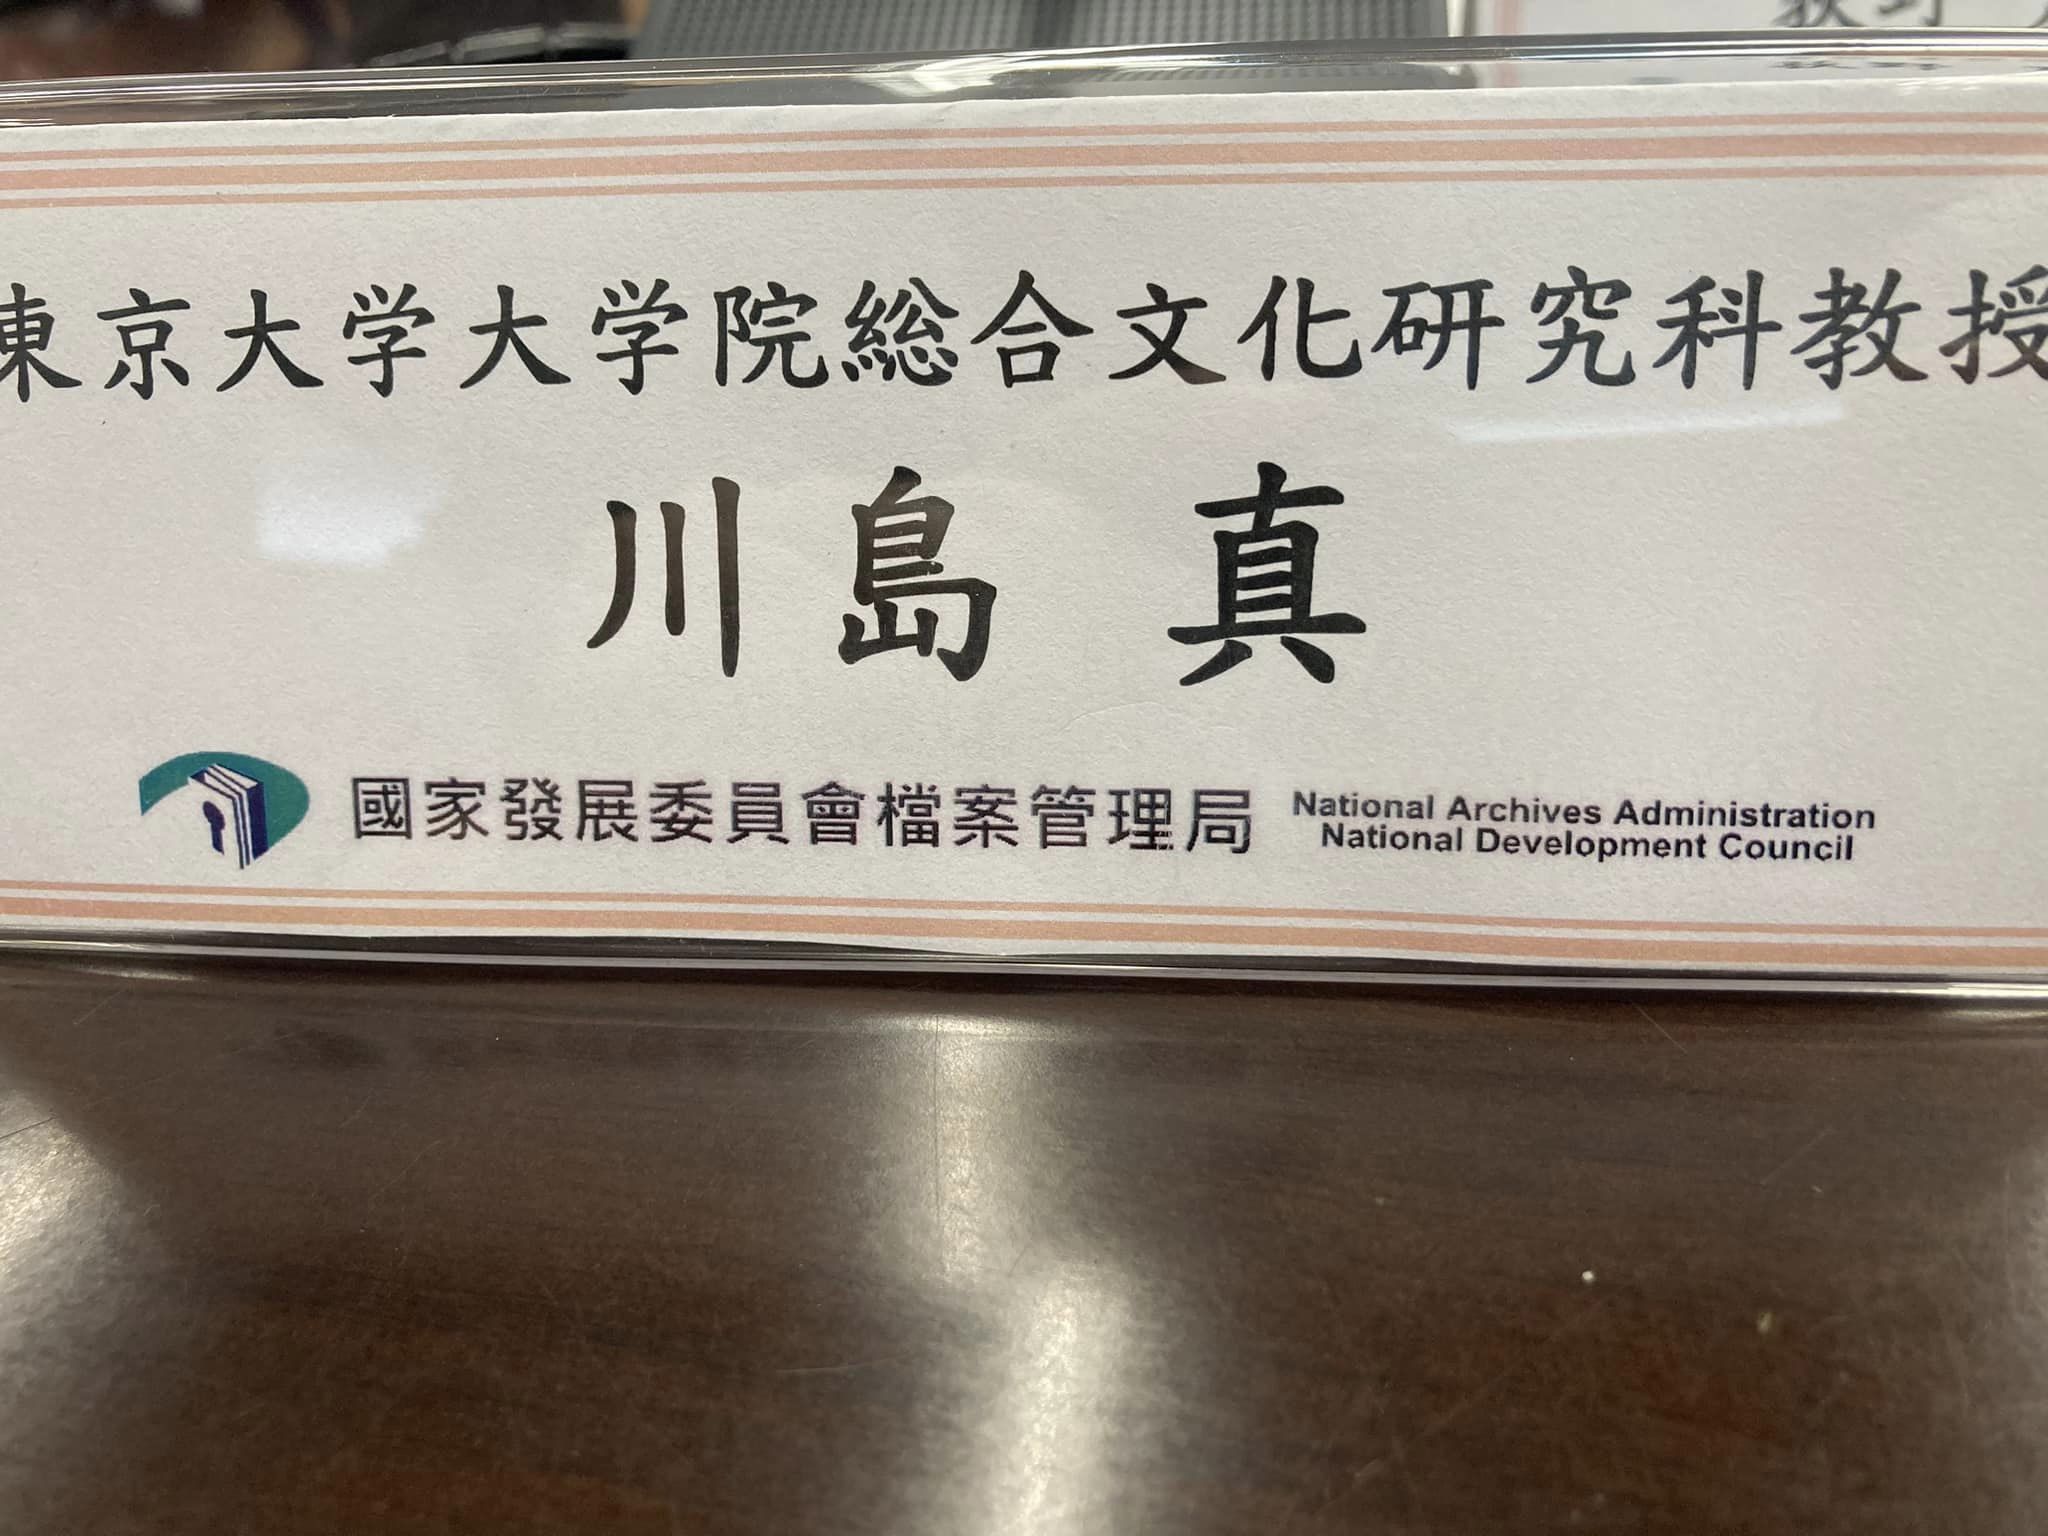 東京大学大学院総合文化研究科教授
川島 真
國家發展委員會檔案管理局
National Archives Administration
National Development Council